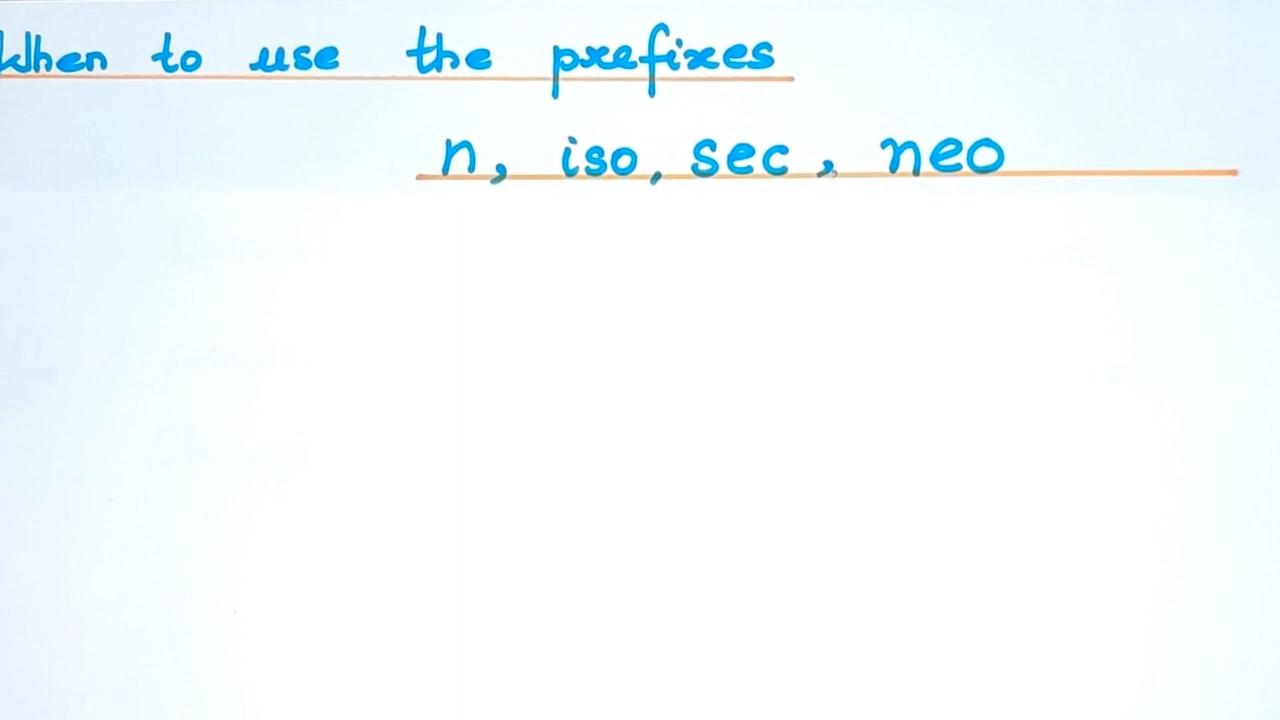 When to use the prefixes
n, iso, sec, neo